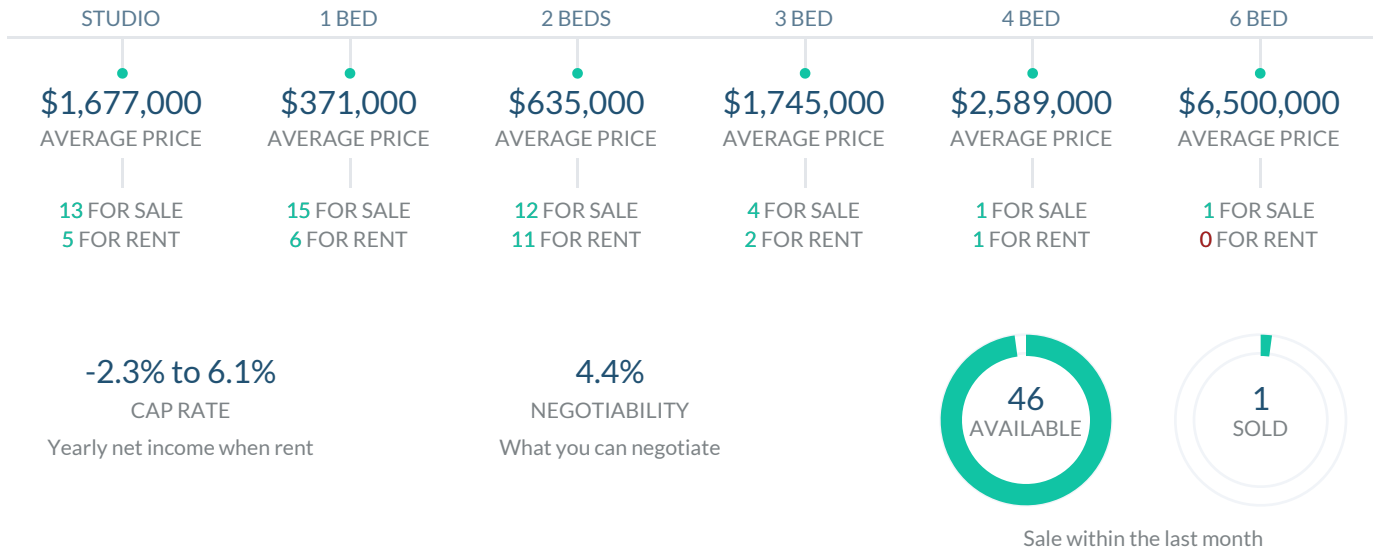 STUDIO 1 BED 2 BEDS 3 BED 4 BED 6 BED
$1,677,000 $371,000 $635,000 $1,745,000 $2,589,000 $6,500,000
AVERAGE PRICE AVERAGE PRICE AVERAGE PRICE AVERAGE PRICE AVERAGE PRICE AVERAGE PRICE
13 FOR SALE 15 FOR SALE 12 FOR SALE 4 FOR SALE 1 FOR SALE 1 FOR SALE
5 FOR RENT 6 FOR RENT 11 FOR RENT 2 FOR RENT 1 FOR RENT 0 FOR RENT
-2.3% to 6.1%
CAP RATE
Yearly net income when rent
4.4%
NEGOTIABILITY
What you can negotiate
46
AVAILABLE
1
SOLD
Sale within the last month